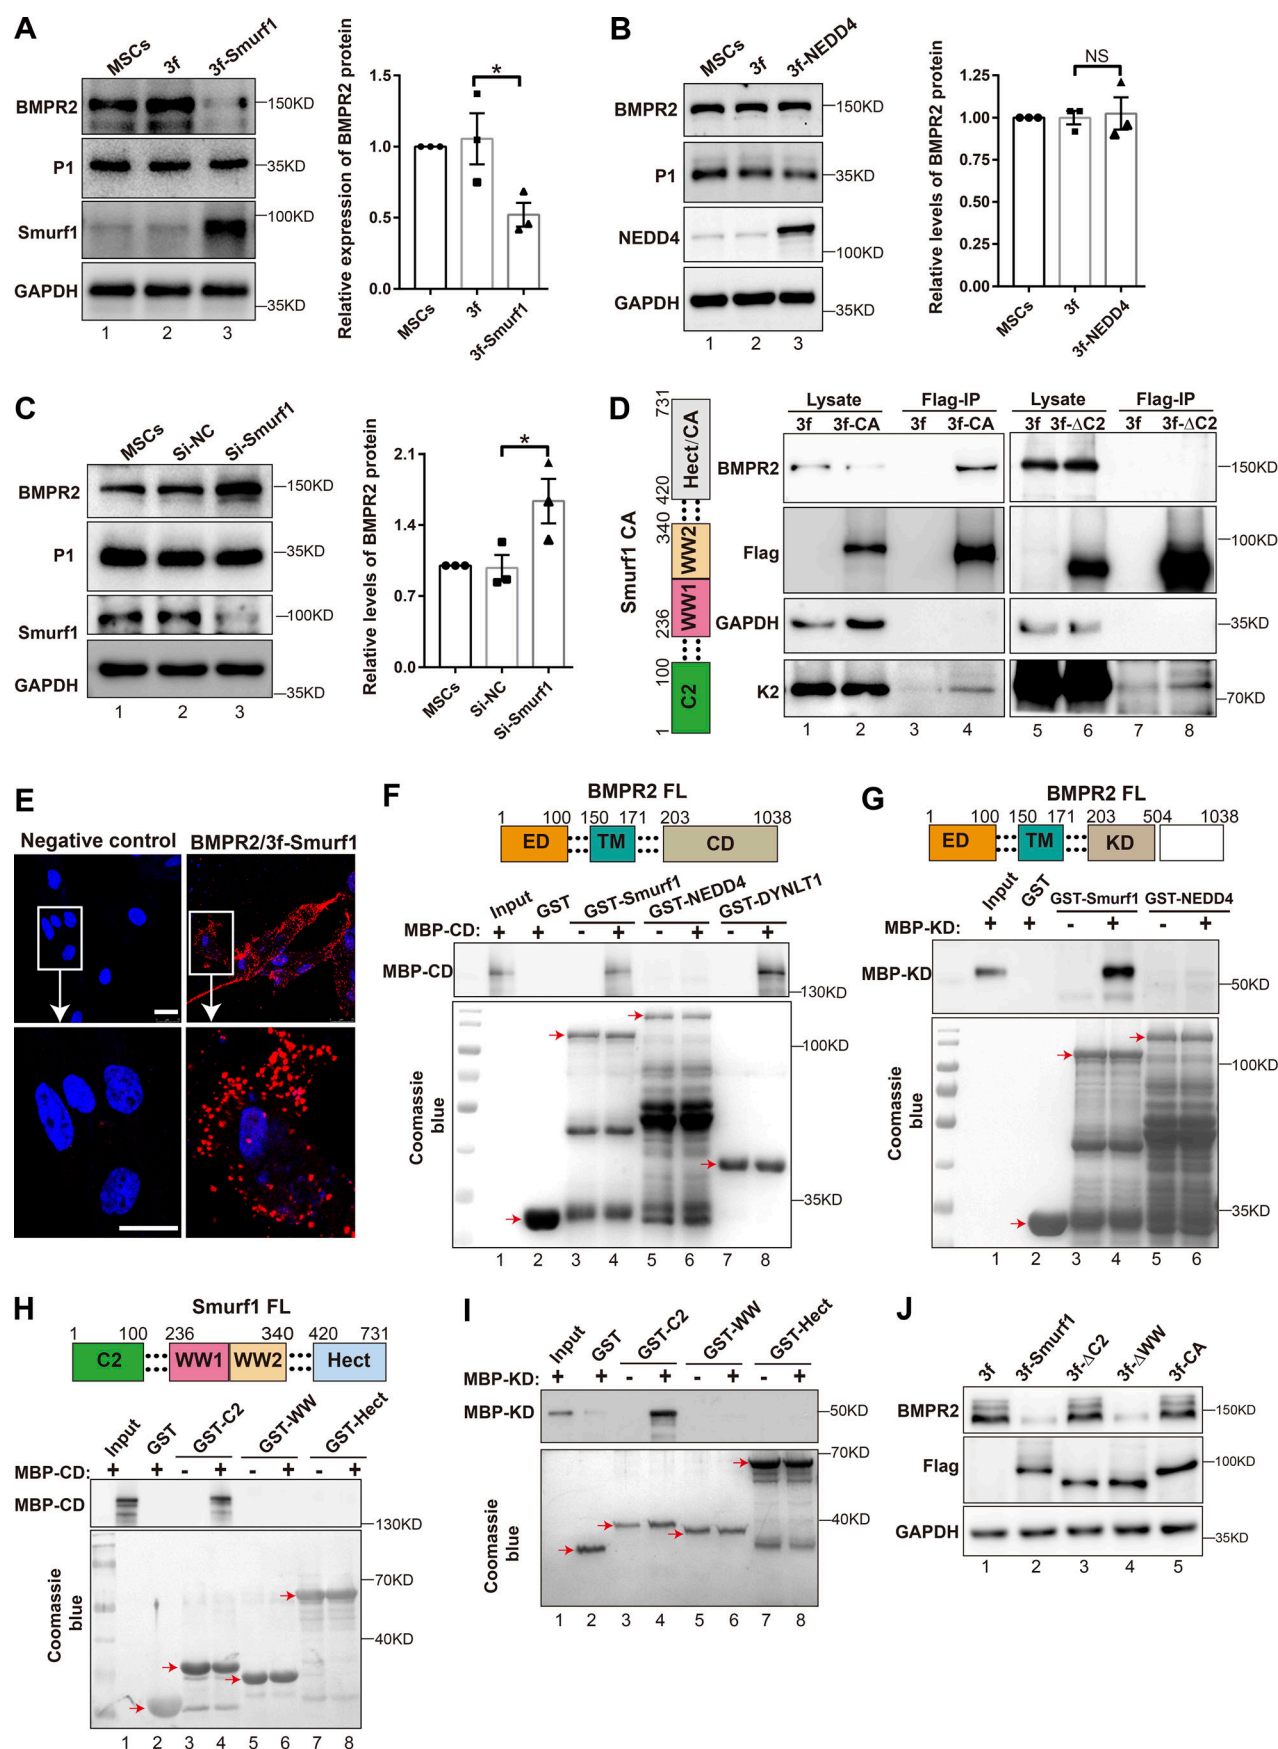 A
MSCs 3f 3f-Smurf1
BMPR2
150KD
P1
35KD
Smurf1
100KD
GAPDH
35KD
1 2 3
Relative expression of BMPR2 protein
1.5
1.0
0.5
0.0
*
MSCs 3f 3f-Smurf1
B
MSCs 3f 3f-NEDD4
BMPR2
150KD
P1
35KD
NEDD4
100KD
GAPDH
35KD
1 2 3
Relative levels of BMPR2 protein
1.25
1.00
0.75
0.50
0.25
0.00
NS
MSCs 3f 3f-NEDD4
C
MSCs Si-NC Si-Smurf1
BMPR2
150KD
P1
35KD
Smurf1
100KD
GAPDH
35KD
1 2 3
Relative levels of BMPR2 protein
2.1
1.4
0.7
0.0
*
MSCs Si-NC Si-Smurf1
D
Smurf1 CA
1 100 236 340 420 731
C2 WW1 WW2 Hect/CA
Lysate Flag-IP Lysate Flag-IP
3f 3f-CA 3f 3f-CA 3f 3f-ΔC2 3f 3f-ΔC2
BMPR2
150KD
Flag
100KD
GAPDH
35KD
K2
70KD
1 2 3 4 5 6 7 8
E
Negative control BMPR2/3f-Smurf1
F
BMPR2 FL
1 100 150 171 203 1038
ED TM CD
Input GST GST-Smurf1 GST-NEDD4 GST-DYNLT1
MBP-CD: + + - + - + - +
MBP-CD
130KD
100KD
35KD
Coomassie blue
1 2 3 4 5 6 7 8
G
BMPR2 FL
1 100 150 171 203 504 1038
ED TM KD
Input GST GST-Smurf1 GST-NEDD4
MBP-KD: + + - + - +
MBP-KD
50KD
100KD
35KD
Coomassie blue
1 2 3 4 5 6
H
Smurf1 FL
1 100 236 340 420 731
C2 WW1 WW2 Hect
Input GST GST-C2 GST-WW GST-Hect
MBP-CD: + + - + - + - +
MBP-CD
130KD
70KD
40KD
Coomassie blue
1 2 3 4 5 6 7 8
I
Input GST GST-C2 GST-WW GST-Hect
MBP-KD: + + - + - + - +
MBP-KD
50KD
70KD
40KD
Coomassie blue
1 2 3 4 5 6 7 8
J
3f 3f-Smurf1 3f-ΔC2 3f-ΔWW 3f-CA
BMPR2
150KD
Flag
100KD
GAPDH
35KD
1 2 3 4 5